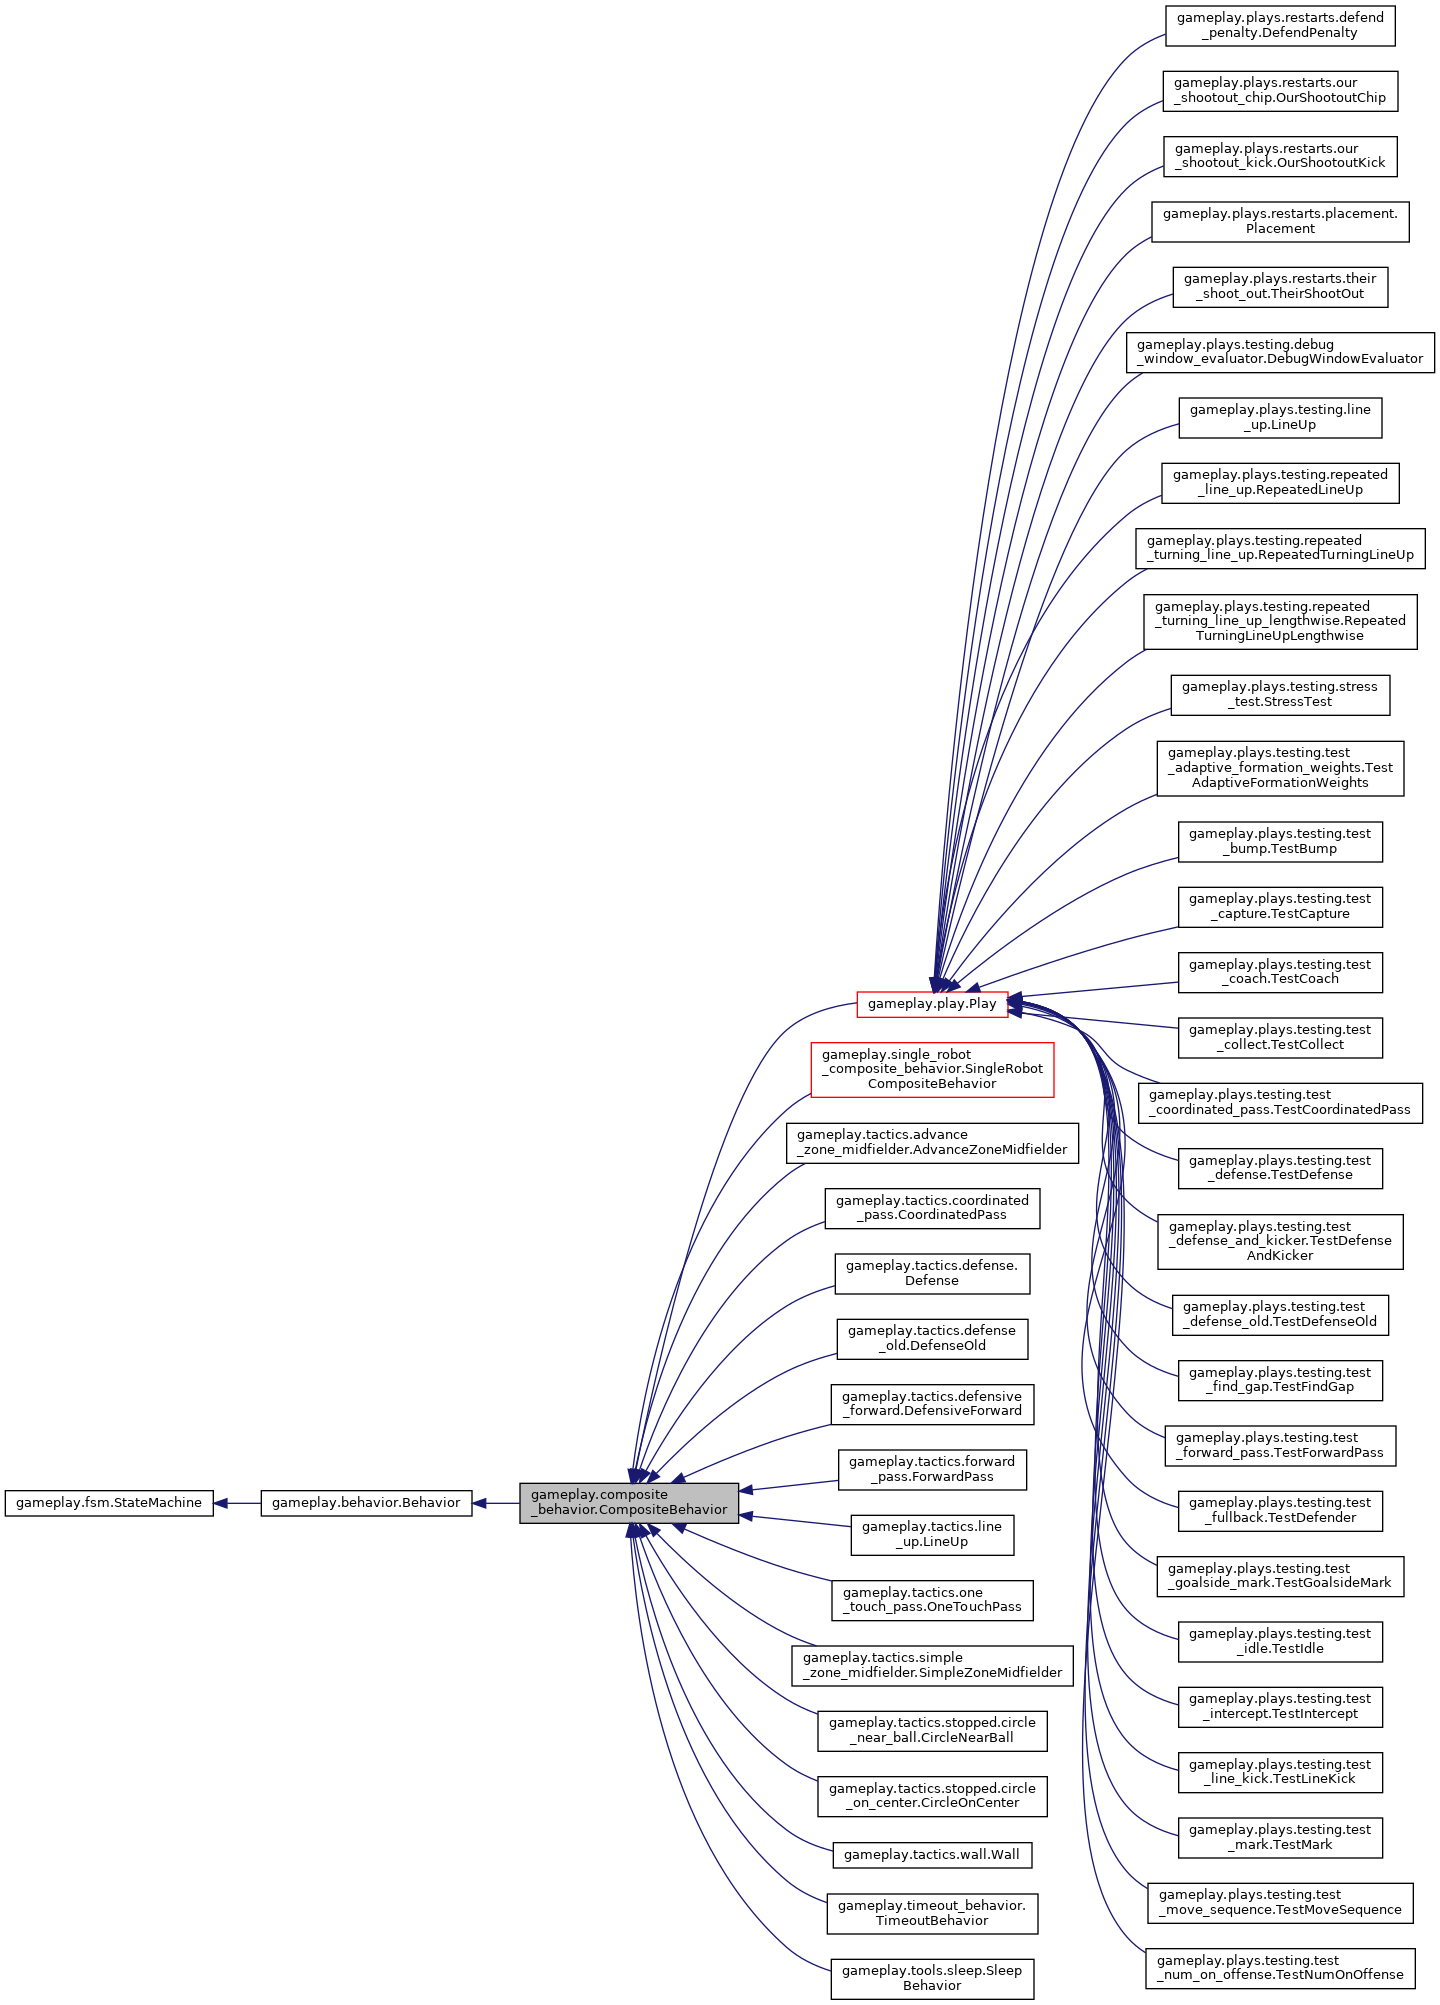 gameplay.fsm.StateMachine
gameplay.behavior.Behavior
gameplay.composite
_behavior.CompositeBehavior
gameplay.play.Play
gameplay.single_robot
_composite_behavior.SingleRobot
CompositeBehavior
gameplay.tactics.advance
_zone_midfielder.AdvanceZoneMidfielder
gameplay.tactics.coordinated
_pass.CoordinatedPass
gameplay.tactics.defense.
Defense
gameplay.tactics.defense
_old.DefenseOld
gameplay.tactics.defensive
_forward.DefensiveForward
gameplay.tactics.forward
_pass.ForwardPass
gameplay.tactics.line
_up.LineUp
gameplay.tactics.one
_touch_pass.OneTouchPass
gameplay.tactics.simple
_zone_midfielder.SimpleZoneMidfielder
gameplay.tactics.stopped.circle
_near_ball.CircleNearBall
gameplay.tactics.stopped.circle
_on_center.CircleOnCenter
gameplay.tactics.wall.Wall
gameplay.timeout_behavior.
TimeoutBehavior
gameplay.tools.sleep.Sleep
Behavior
gameplay.plays.restarts.defend
_penalty.DefendPenalty
gameplay.plays.restarts.our
_shootout_chip.OurShootoutChip
gameplay.plays.restarts.our
_shootout_kick.OurShootoutKick
gameplay.plays.restarts.placement.
Placement
gameplay.plays.restarts.their
_shoot_out.TheirShootOut
gameplay.plays.testing.debug
_window_evaluator.DebugWindowEvaluator
gameplay.plays.testing.line
_up.LineUp
gameplay.plays.testing.repeated
_line_up.RepeatedLineUp
gameplay.plays.testing.repeated
_turning_line_up.RepeatedTurningLineUp
gameplay.plays.testing.repeated
_turning_line_up_lengthwise.Repeated
TurningLineUpLengthwise
gameplay.plays.testing.stress
_test.StressTest
gameplay.plays.testing.test
_adaptive_formation_weights.Test
AdaptiveFormationWeights
gameplay.plays.testing.test
_bump.TestBump
gameplay.plays.testing.test
_capture.TestCapture
gameplay.plays.testing.test
_coach.TestCoach
gameplay.plays.testing.test
_collect.TestCollect
gameplay.plays.testing.test
_coordinated_pass.TestCoordinatedPass
gameplay.plays.testing.test
_defense.TestDefense
gameplay.plays.testing.test
_defense_and_kicker.TestDefense
AndKicker
gameplay.plays.testing.test
_defense_old.TestDefenseOld
gameplay.plays.testing.test
_find_gap.TestFindGap
gameplay.plays.testing.test
_forward_pass.TestForwardPass
gameplay.plays.testing.test
_fullback.TestDefender
gameplay.plays.testing.test
_goalside_mark.TestGoalsideMark
gameplay.plays.testing.test
_idle.TestIdle
gameplay.plays.testing.test
_intercept.TestIntercept
gameplay.plays.testing.test
_line_kick.TestLineKick
gameplay.plays.testing.test
_mark.TestMark
gameplay.plays.testing.test
_move_sequence.TestMoveSequence
gameplay.plays.testing.test
_num_on_offense.TestNumOnOffense